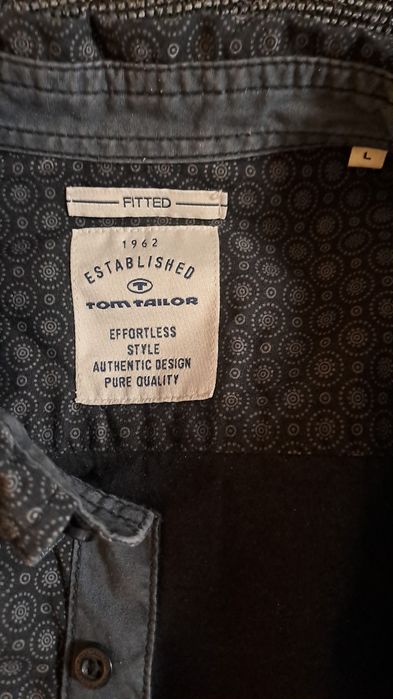 L
FITTED
1962
ESTABLISHED
T
TOM TAILOR
EFFORTLESS
STYLE
AUTHENTIC DESIGN
PURE QUALITY